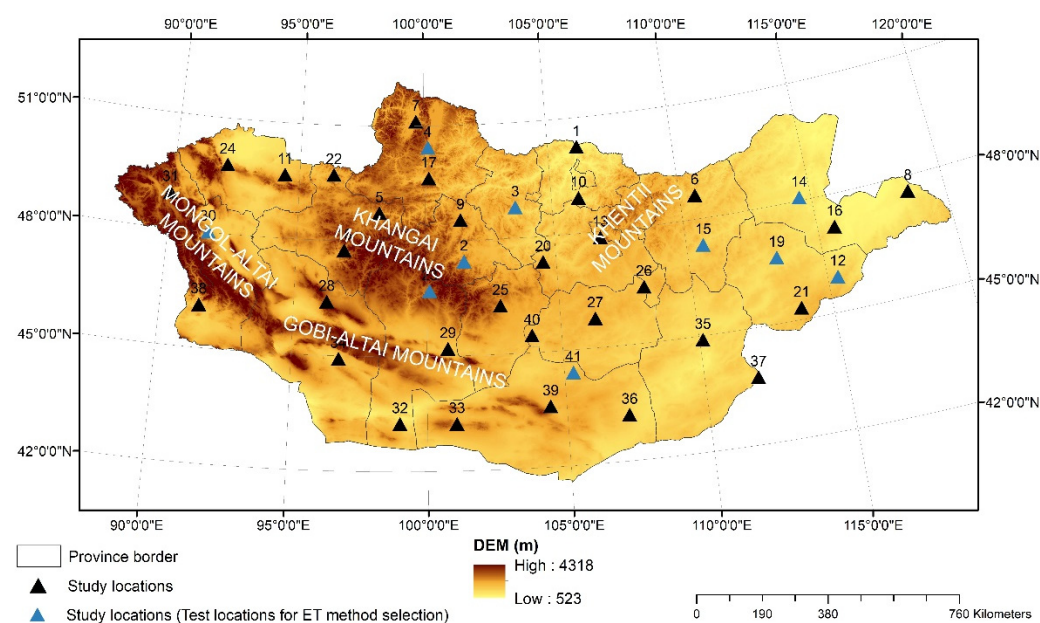 90°0'0"E 95°0'0"E 100°0'0"E 105°0'0"E 110°0'0"E 115°0'0"E 120°0'0"E
51°0'0"N
48°0'0"N
45°0'0"N
42°0'0"N
48°0'0"N
45°0'0"N
42°0'0"N
7
4
1
24
11
22
17
31
5
3
10
6
14
8
9
16
15
2
20
19
12
26
38
28
25
27
21
40
35
29
41
37
39
36
32
33
MONGOL-ALTAI
MOUNTAINS
KHANGAI
MOUNTAINS
KHENTII
MOUNTAINS
GOBI-ALTAI MOUNTAINS
90°0'0"E 95°0'0"E 100°0'0"E 105°0'0"E 110°0'0"E 115°0'0"E
Province border
Study locations
Study locations (Test locations for ET method selection)
DEM (m)
High : 4318
Low : 523
0 190 380 760 Kilometers